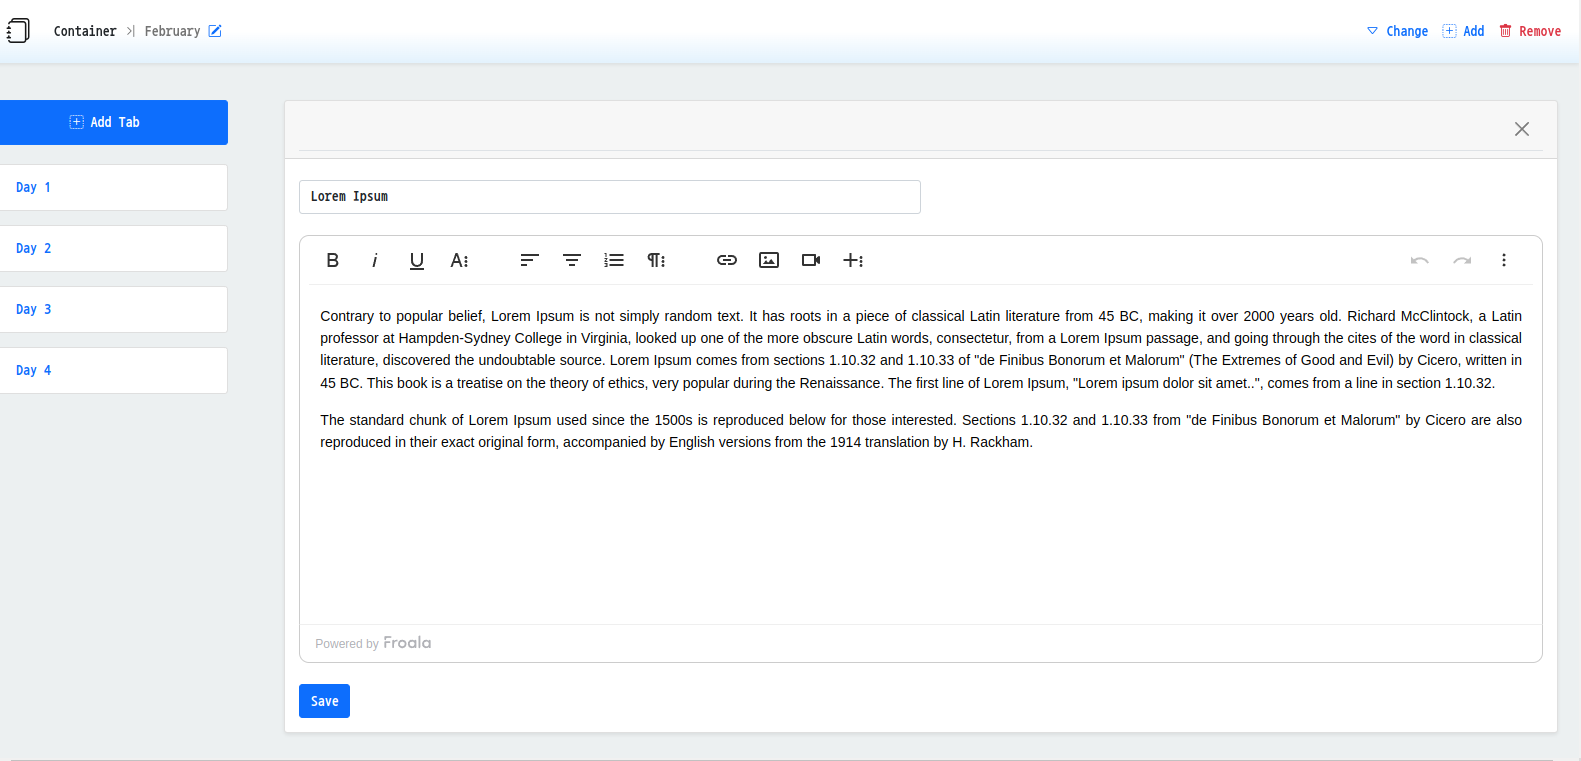 Container >| February
Change Add Remove
Add Tab
Day 1
Day 2
Day 3
Day 4
Lorem Ipsum
B i U A
Contrary to popular belief, Lorem Ipsum is not simply random text. It has roots in a piece of classical Latin literature from 45 BC, making it over 2000 years old. Richard McClintock, a Latin
professor at Hampden-Sydney College in Virginia, looked up one of the more obscure Latin words, consectetur, from a Lorem Ipsum passage, and going through the cites of the word in classical
literature, discovered the undoubtable source. Lorem Ipsum comes from sections 1.10.32 and 1.10.33 of "de Finibus Bonorum et Malorum" (The Extremes of Good and Evil) by Cicero, written in
45 BC. This book is a treatise on the theory of ethics, very popular during the Renaissance. The first line of Lorem Ipsum, "Lorem ipsum dolor sit amet..", comes from a line in section 1.10.32.
The standard chunk of Lorem Ipsum used since the 1500s is reproduced below for those interested. Sections 1.10.32 and 1.10.33 from "de Finibus Bonorum et Malorum" by Cicero are also
reproduced in their exact original form, accompanied by English versions from the 1914 translation by H. Rackham.
Powered by Froala
Save